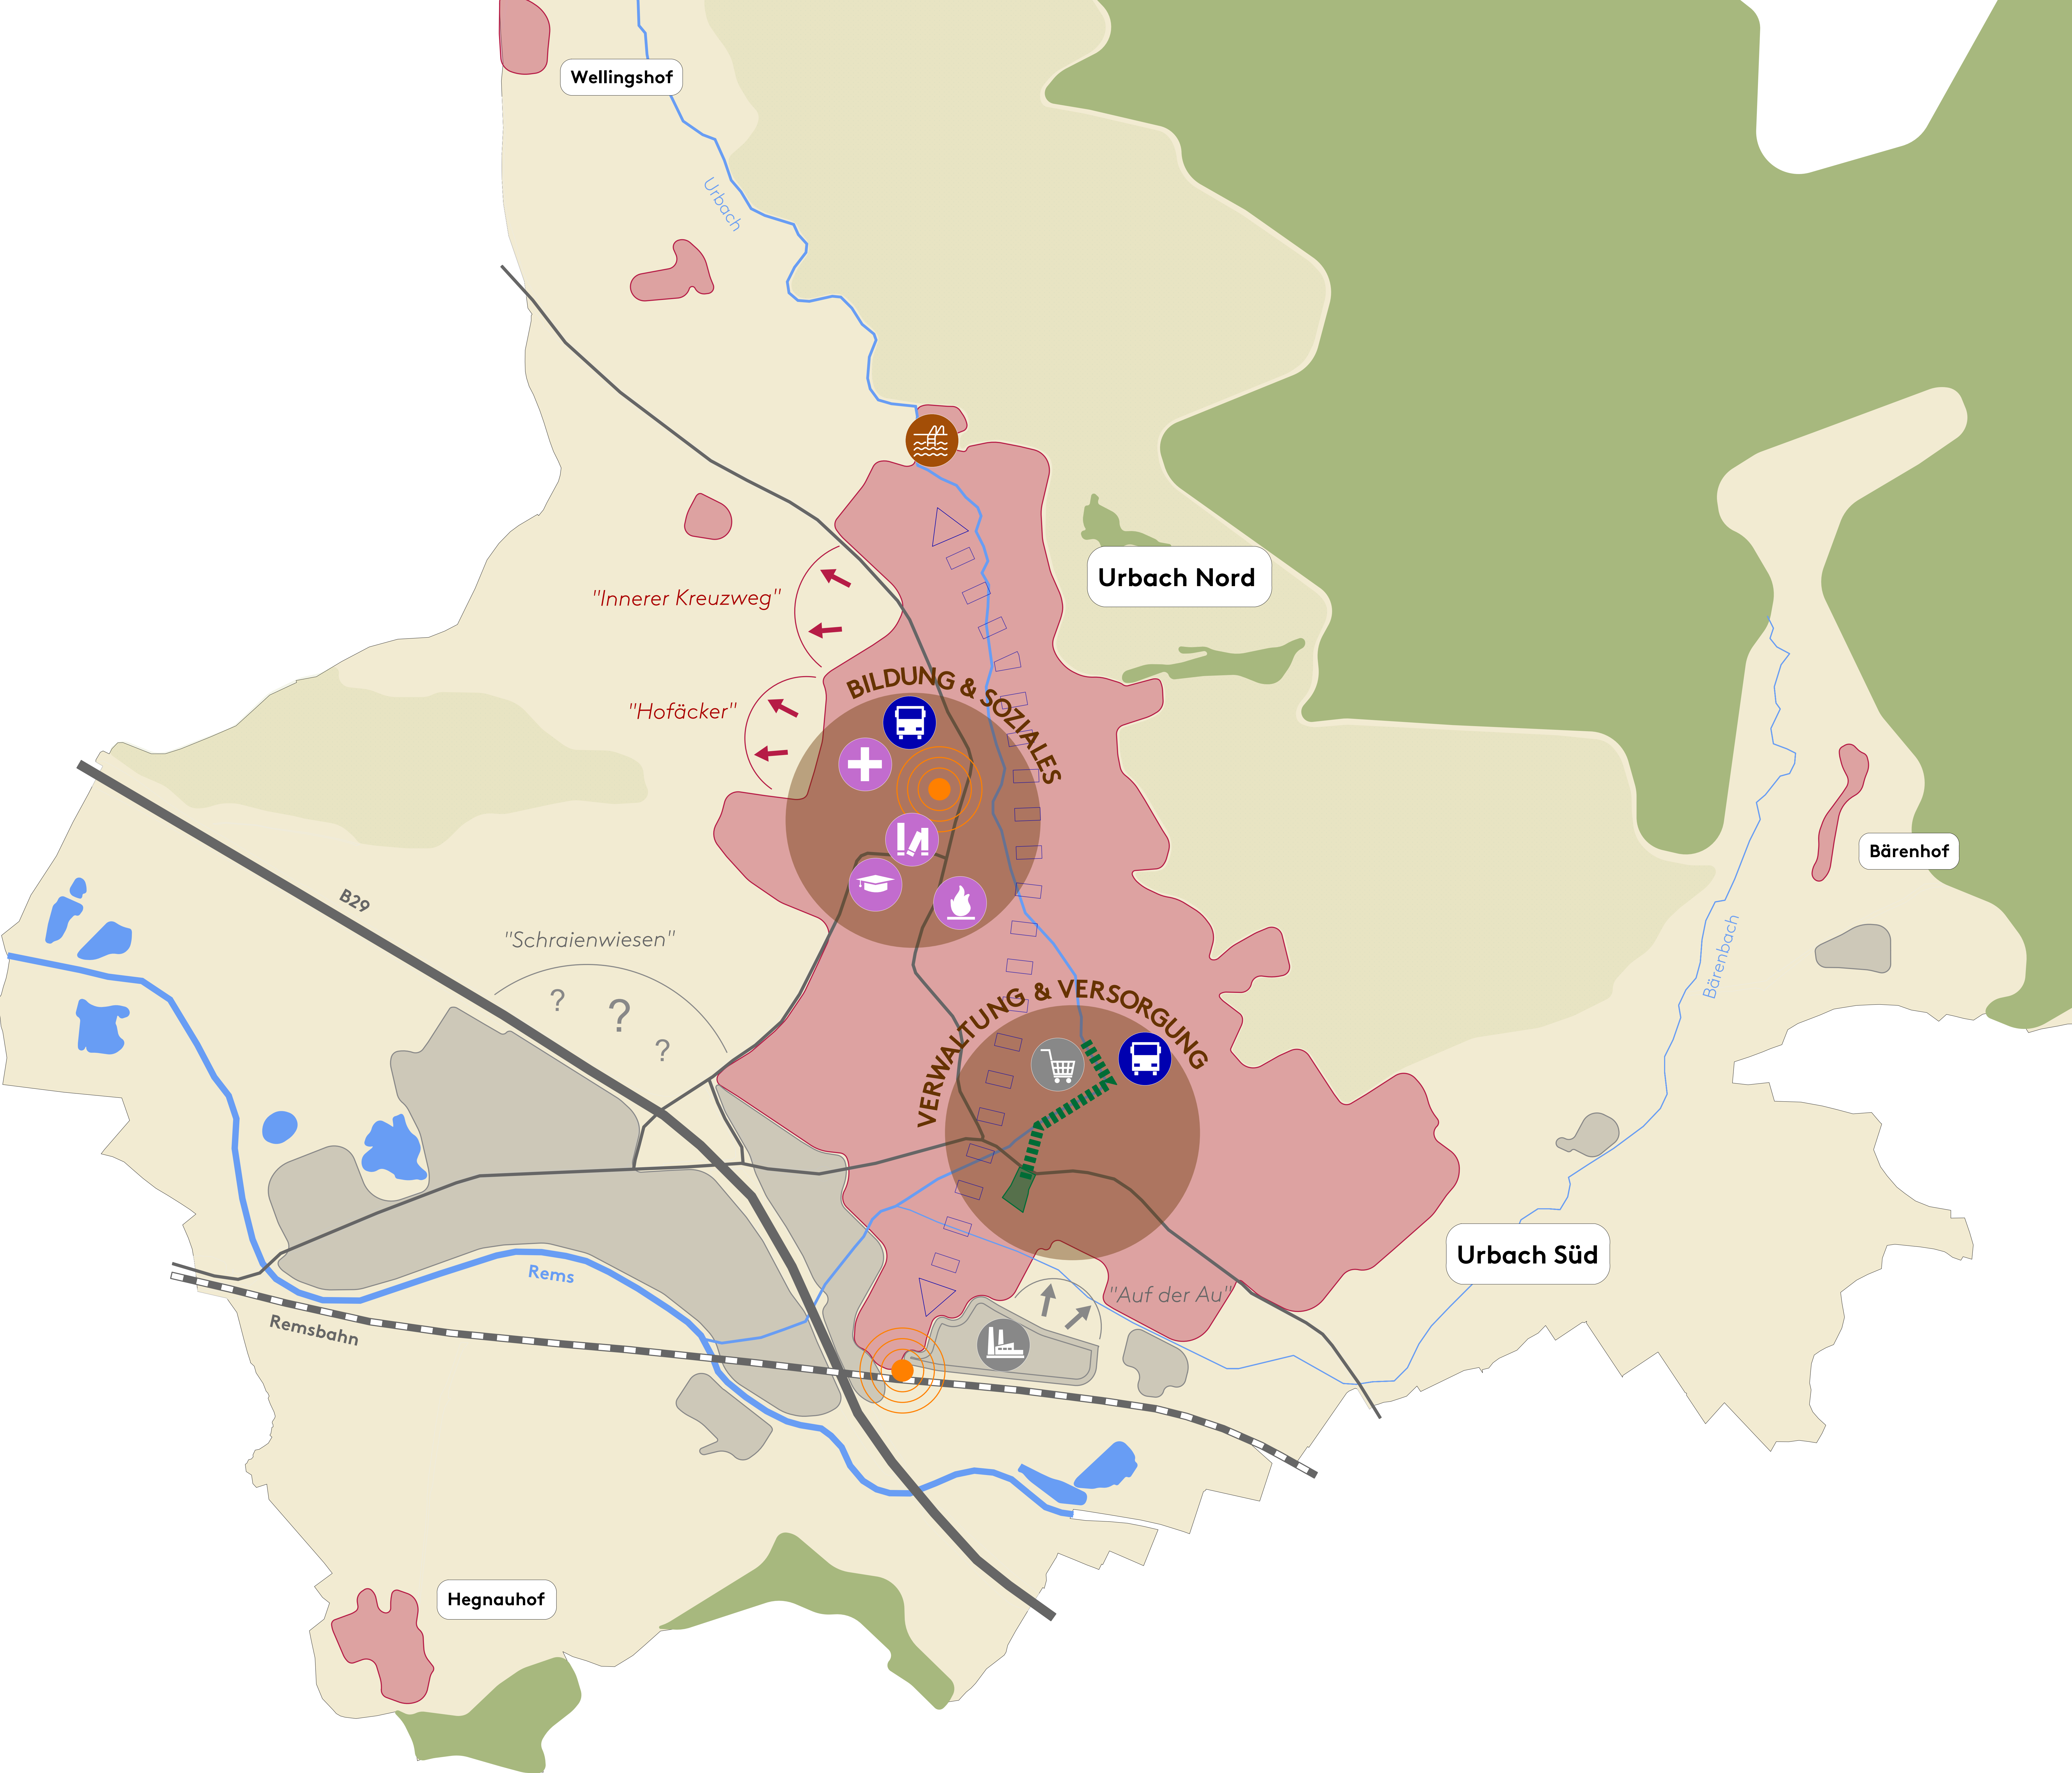 Wellingshof
Urbach
Urbach Nord
"Innerer Kreuzweg"
BILDUNG & SOZIALES
"Hofäcker"
Bärenhof
B29
"Schraienwiesen"
? ? ?
Bärenbach
VERWALTUNG & VERSORGUNG
Urbach Süd
Rems
"Auf der Au"
Remsbahn
Hegnauhof